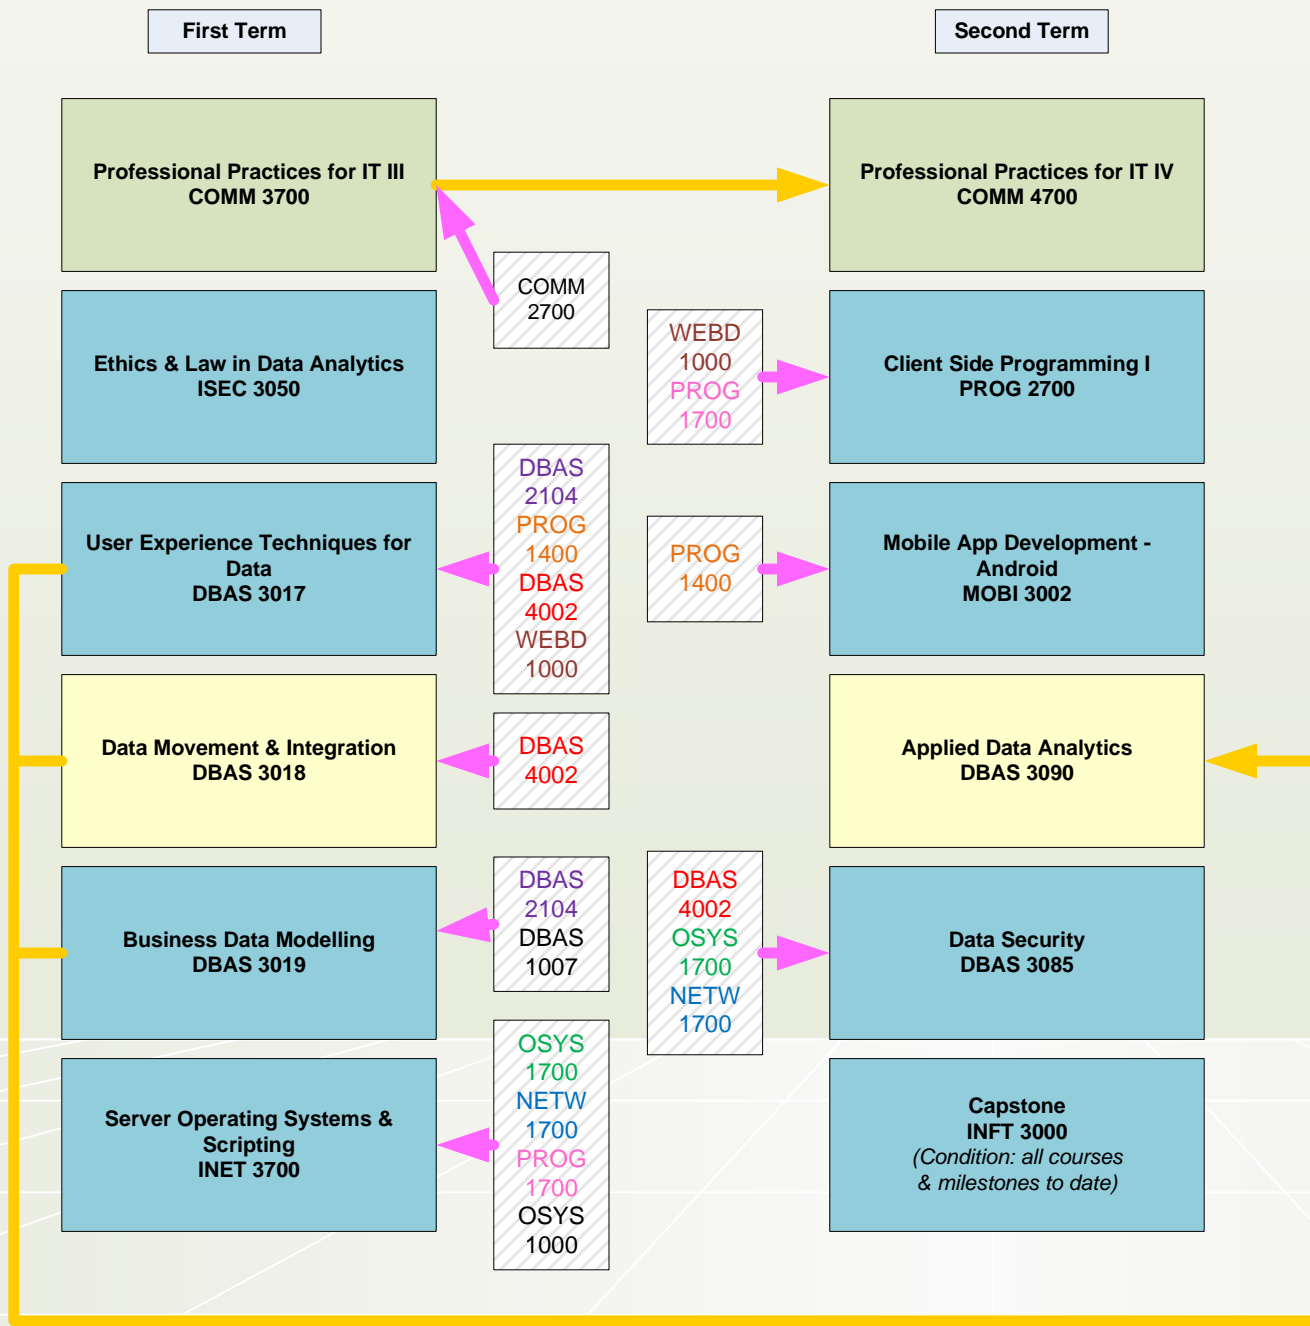 First Term
Second Term
Professional Practices for IT III
COMM 3700
Professional Practices for IT IV
COMM 4700
COMM
2700
Ethics & Law in Data Analytics
ISEC 3050
WEBD
1000
PROG
1700
Client Side Programming I
PROG 2700
User Experience Techniques for
Data
DBAS 3017
DBAS
2104
PROG
1400
DBAS
4002
WEBD
1000
PROG
1400
Mobile App Development -
Android
MOBI 3002
Data Movement & Integration
DBAS 3018
DBAS
4002
Applied Data Analytics
DBAS 3090
Business Data Modelling
DBAS 3019
DBAS
2104
DBAS
1007
DBAS
4002
OSYS
1700
NETW
1700
Data Security
DBAS 3085
Server Operating Systems &
Scripting
INET 3700
OSYS
1700
NETW
1700
PROG
1700
OSYS
1000
Capstone
INFT 3000
(Condition: all courses
& milestones to date)